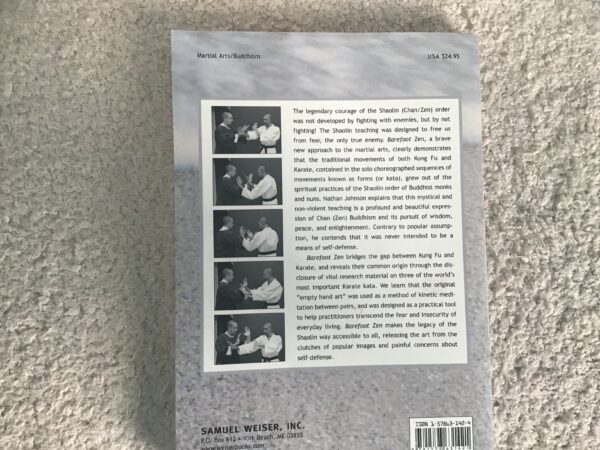 Martial Arts/Buddhism
USA $24.95
The legendary courage of the Shaolin (Chan/Zen) order
was not developed by fighting with enemies, but by not
fighting! The Shaolin teaching was designed to free us
from fear, the only true enemy. Barefoot Zen, a brave
new approach to the martial arts, clearly demonstrates
that the traditional movements of both Kung Fu and
Karate, contained in the solo choreographed sequences of
movements known as forms (or kata), grew out of the
spiritual practices of the Shaolin order of Buddhist monks
and nuns. Nathan Johnson explains that this mystical and
non-violent teaching is a profound and beautiful expres-
sion of Chan (Zen) Buddhism and its pursuit of wisdom,
peace, and enlightenment. Contrary to popular assump-
tion, he contends that it was never intended to be a
means of self-defense.
Barefoot Zen bridges the gap between Kung Fu and
Karate, and reveals their common origin through the dis-
closure of vital research material on three of the world's
most important Karate kata. We learn that the original
"empty hand art" was used as a method of kinetic medi-
tation between pairs, and was designed as a practical tool
to help practitioners transcend the fear and insecurity of
everyday living. Barefoot Zen makes the legacy of the
Shaolin way accessible to all, releasing the art from the
clutches of popular images and painful concerns about
self-defense.
SAMUEL WEISER, INC.
P.O. Box 612 • York Beach, ME 03910
www.weiserbooks.com
ISBN 1-57863-142-4